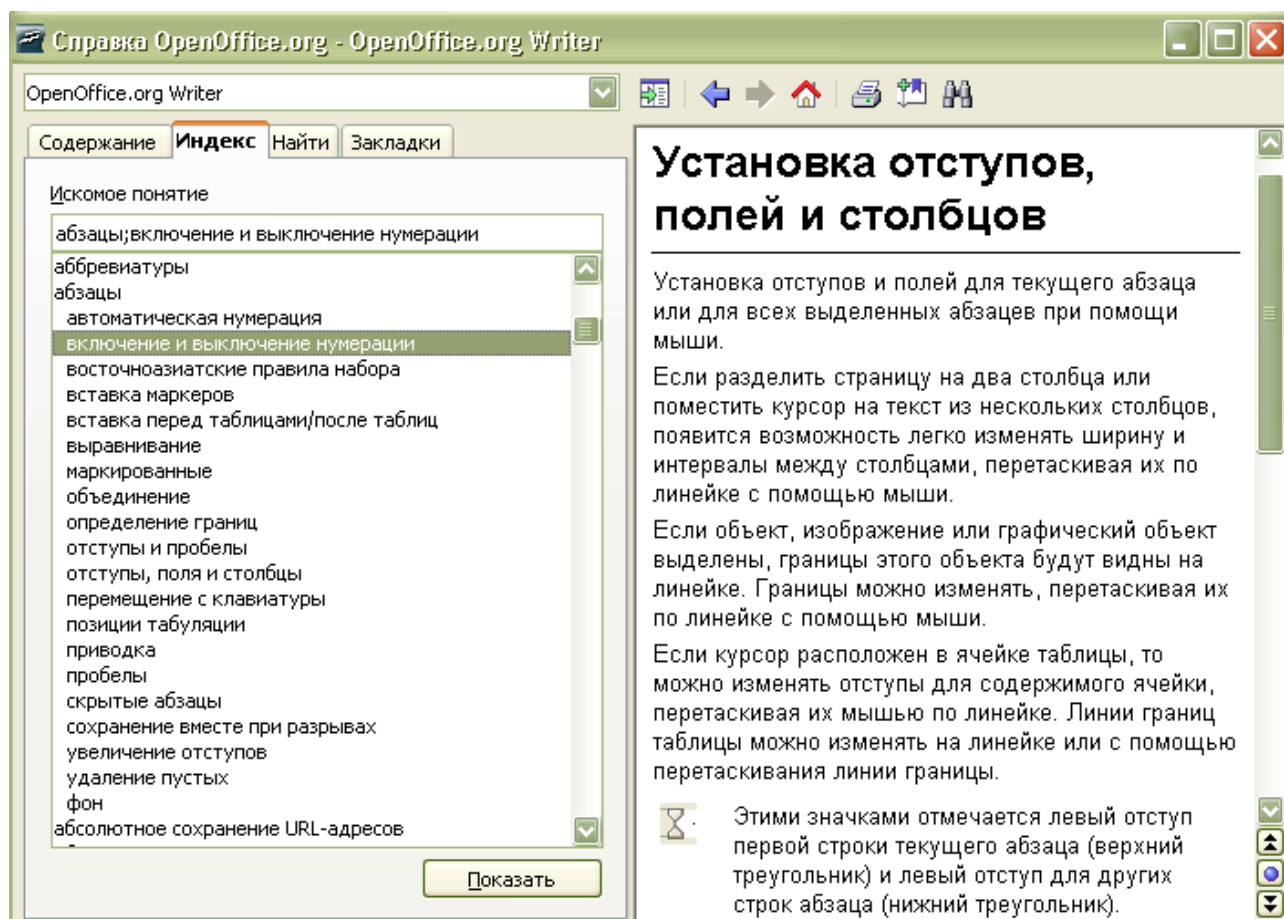 Справка OpenOffice.org - OpenOffice.org Writer
OpenOffice.org Writer
Содержание Индекс Найти Закладки
Искомое понятие
абзацы;включение и выключение нумерации
аббревиатуры
абзацы
автоматическая нумерация
включение и выключение нумерации
восточноазиатские правила набора
вставка маркеров
вставка перед таблицами/после таблиц
выравнивание
маркированные
объединение
определение границ
отступы и пробелы
отступы, поля и столбцы
перемещение с клавиатуры
позиции табуляции
приводка
пробелы
скрытые абзацы
сохранение вместе при разрывах
увеличение отступов
удаление пустых
фон
абсолютное сохранение URL-адресов
Показать
Установка отступов,
полей и столбцов
Установка отступов и полей для текущего абзаца
или для всех выделенных абзацев при помощи
мыши.
Если разделить страницу на два столбца или
поместить курсор на текст из нескольких столбцов,
появится возможность легко изменять ширину и
интервалы между столбцами, перетаскивая их по
линейке с помощью мыши.
Если объект, изображение или графический объект
выделены, границы этого объекта будут видны на
линейке. Границы можно изменять, перетаскивая их
по линейке с помощью мыши.
Если курсор расположен в ячейке таблицы, то
можно изменять отступы для содержимого ячейки,
перетаскивая их мышью по линейке. Линии границ
таблицы можно изменять на линейке или с помощью
перетаскивания линии границы.
Этими значками отмечается левый отступ
первой строки текущего абзаца (верхний
треугольник) и левый отступ для других
строк абзаца (нижний треугольник).